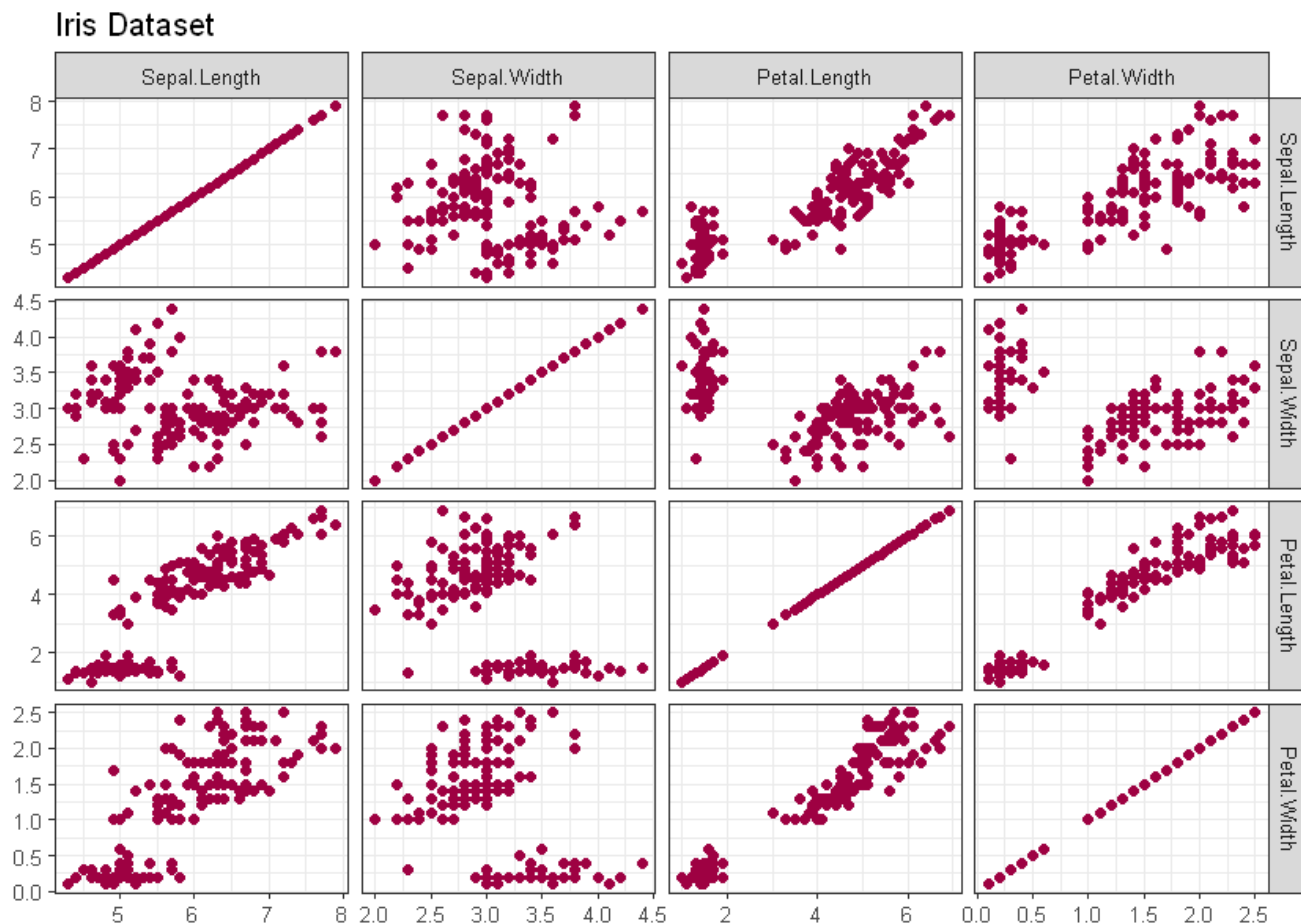 Iris Dataset
Sepal.Length Sepal.Width Petal.Length Petal.Width
8
7
6
5
Sepal.Length
4.5
4.0
3.5
3.0
2.5
2.0
Sepal.Width
6
4
2
Petal.Length
2.5
2.0
1.5
1.0
0.5
0.0
Petal.Width
5 6 7 8 2.0 2.5 3.0 3.5 4.0 4.5 2 4 6 0.0 0.5 1.0 1.5 2.0 2.5